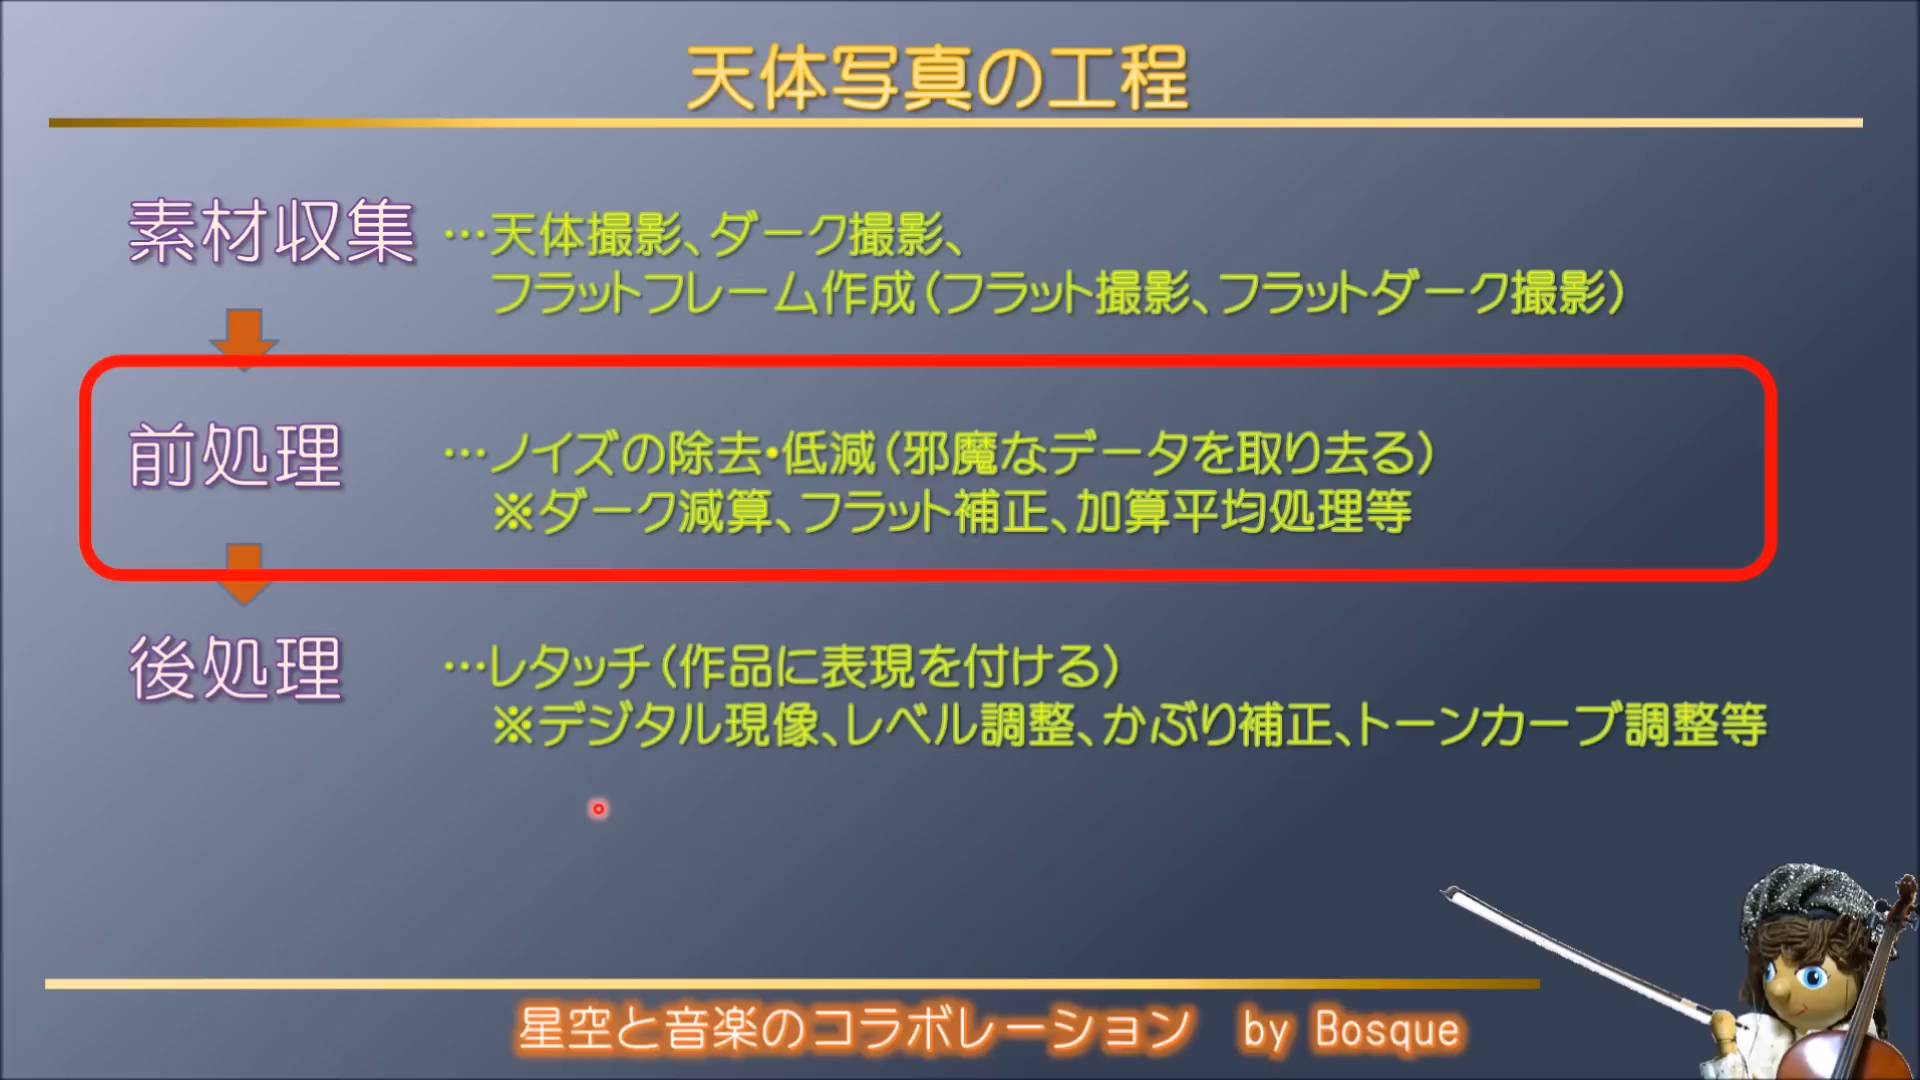 天体写真の工程
素材収集 …天体撮影、ダーク撮影、
フラットフレーム作成（フラット撮影、フラットダーク撮影）
前処理 …ノイズの除去・低減（邪魔なデータを取り去る）
※ダーク減算、フラット補正、加算平均処理等
後処理 …レタッチ（作品に表現を付ける）
※デジタル現像、レベル調整、かぶり補正、トーンカーブ調整等
星空と音楽のコラボレーション by Bosque